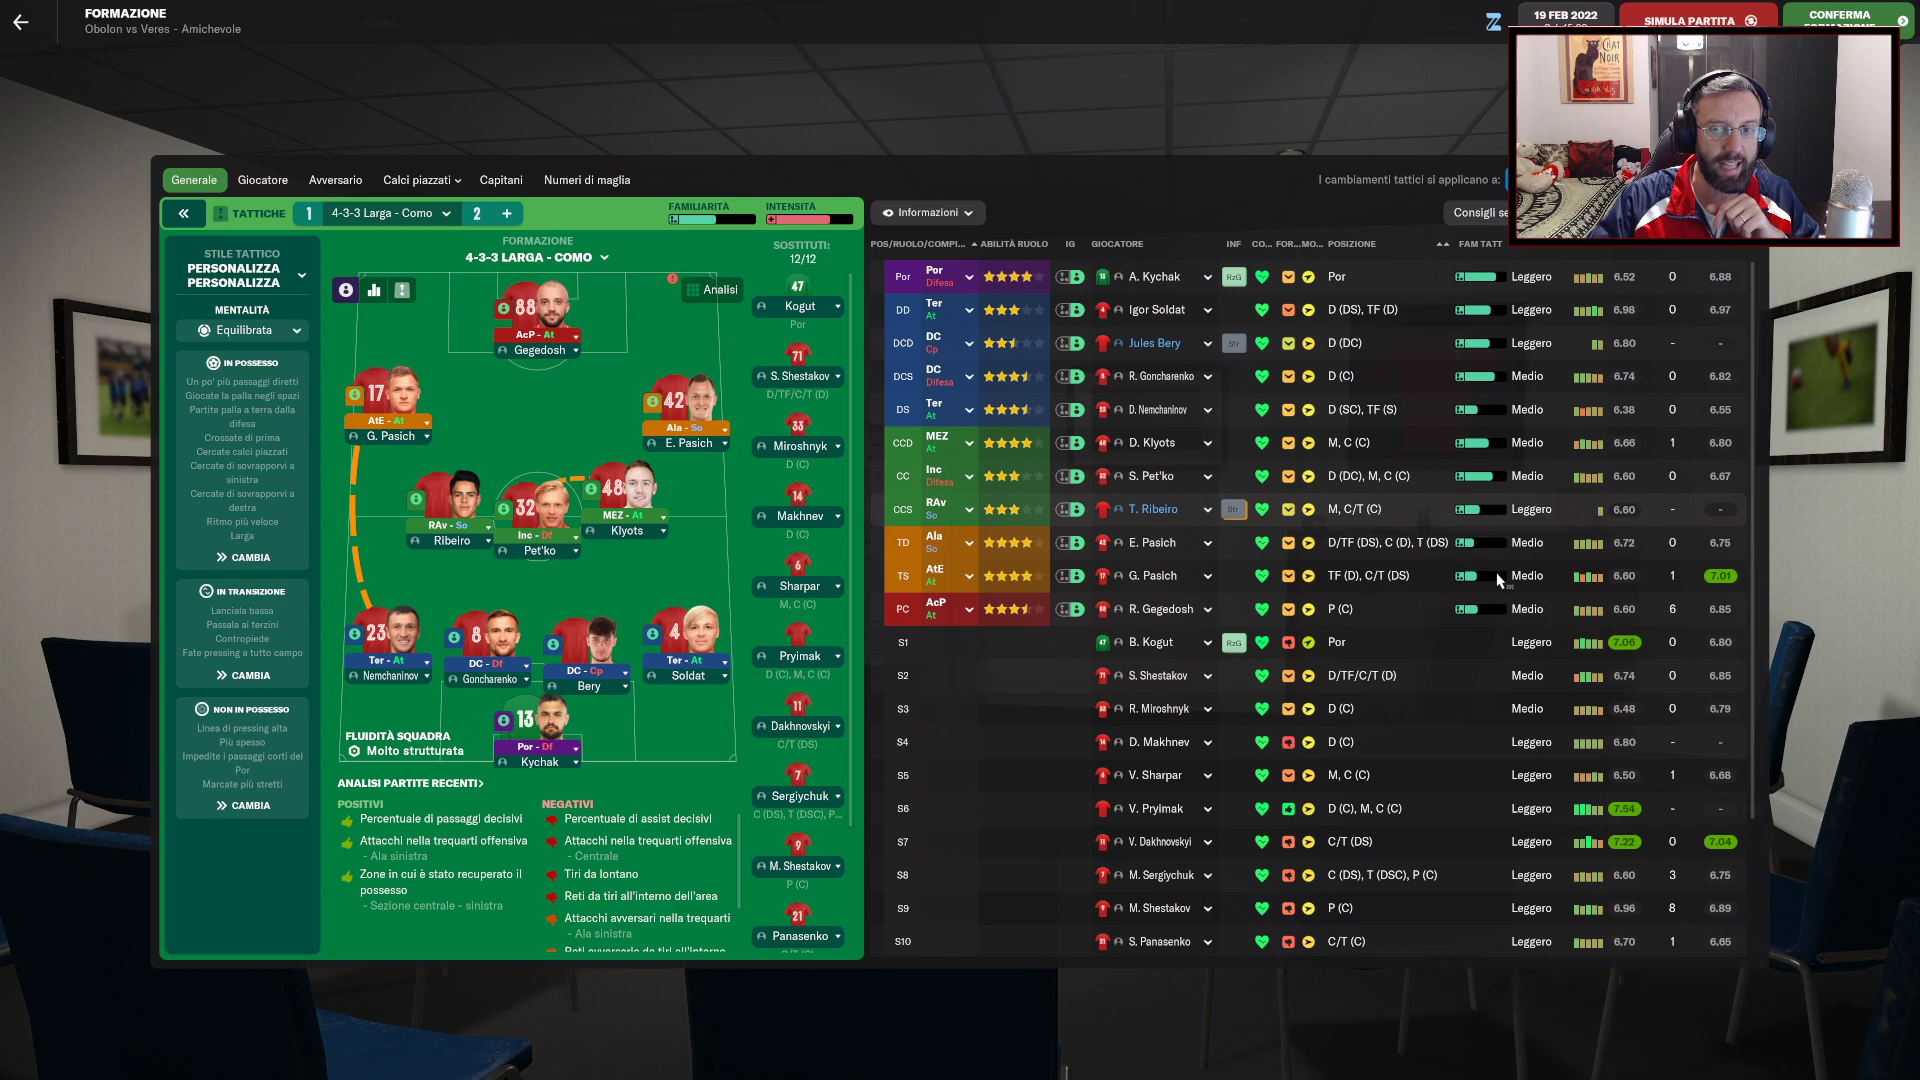 FORMAZIONE
Obolon vs Veres - Amichevole
19 FEB 2022
SIMULA PARTITA
CONFERMA
CHAT
NOIR
Generale
Giocatore
Avversario
Calci piazzati
Capitani
Numeri di maglia
I cambiamenti tattici si applicano a:
TATTICHE
1
4-3-3 Larga - Como
2 +
FAMILIARITÀ
INTENSITÀ
Informazioni
Consigli se
STILE TATTICO
PERSONALIZZA
PERSONALIZZA
MENTALITÀ
Equilibrata
IN POSSESSO
Un po' più passaggi diretti
Giocate la palla negli spazi
Partite palla a terra dalla
difesa
Crossate di prima
Cercate calci piazzati
Cercate di sovrapporvi a
sinistra
Cercate di sovrapporvi a
destra
Ritmo più veloce
Larga
CAMBIA
IN TRANSIZIONE
Lanciala bassa
Passala ai terzini
Contropiede
Fate pressing a tutto campo
CAMBIA
NON IN POSSESSO
Linea di pressing alta
Più spesso
Impedite i passaggi corti del
Por
Marcate più stretti
CAMBIA
FORMAZIONE
4-3-3 LARGA - COMO
Analisi
88
AcP - At
Gegedosh
17
AtE - At
G. Pasich
42
Ala - So
E. Pasich
RAv - So
Ribeiro
32
Inc - Df
Pet'ko
48
MEZ - At
Klyots
23
Ter - At
Nemchaninov
8
DC - Df
Goncharenko
DC - Cp
Bery
4
Ter - At
Soldat
13
Por - Df
Kychak
FLUIDITÀ SQUADRA
Molto strutturata
ANALISI PARTITE RECENTI>
POSITIVI
Percentuale di passaggi decisivi
Attacchi nella trequarti offensiva
- Ala sinistra
Zone in cui è stato recuperato il
possesso
- Sezione centrale - sinistra
NEGATIVI
Percentuale di assist decisivi
Attacchi nella trequarti offensiva
- Centrale
Tiri da lontano
Reti da tiri all'interno dell'area
Attacchi avversari nella trequarti
- Ala sinistra
SOSTITUTI:
12/12
47
Kogut
Por
71
S. Shestakov
D/TF/C/T (D)
33
Miroshnyk
D (C)
14
Makhnev
D (C)
6
Sharpar
M, C (C)
Pryimak
D (C), M, C (C)
11
Dakhnovskyi
C/T (DS)
7
Sergiychuk
C (DS), T (DSC), P...
9
M. Shestakov
P (C)
21
Panasenko
POS/RUOLO/COMPI... ABILITÀ RUOLO IG GIOCATORE INF CO... FOR... MO... POSIZIONE FAM TATT
Por Por Difesa A. Kychak RzG Por Leggero 6.52 0 6.88
DD Ter At Igor Soldat D (DS), TF (D) Leggero 6.98 0 6.97
DCD DC Cp Jules Bery Str D (DC) Leggero 6.80 - -
DCS DC Difesa R. Goncharenko D (C) Medio 6.74 0 6.82
DS Ter At D. Nemchaninov D (SC), TF (S) Medio 6.38 0 6.55
CCD MEZ At D. Klyots M, C (C) Medio 6.66 1 6.80
CC Inc Difesa S. Pet'ko D (DC), M, C (C) Medio 6.60 0 6.67
CCS RAv So T. Ribeiro Str M, C/T (C) Leggero 6.60 - -
TD Ala So E. Pasich D/TF (DS), C (D), T (DS) Medio 6.72 0 6.75
TS AtE At G. Pasich TF (D), C/T (DS) Medio 6.60 1 7.01
PC AcP At R. Gegedosh P (C) Medio 6.60 6 6.85
S1 B. Kogut RzG Por Leggero 7.06 0 6.80
S2 S. Shestakov D/TF/C/T (D) Medio 6.74 0 6.85
S3 R. Miroshnyk D (C) Medio 6.48 0 6.79
S4 D. Makhnev D (C) Leggero 6.80 - -
S5 V. Sharpar M, C (C) Leggero 6.50 1 6.68
S6 V. Pryimak D (C), M, C (C) Leggero 7.54 - -
S7 V. Dakhnovskyi C/T (DS) Leggero 7.22 0 7.04
S8 M. Sergiychuk C (DS), T (DSC), P (C) Leggero 6.60 3 6.75
S9 M. Shestakov P (C) Leggero 6.96 8 6.89
S10 S. Panasenko C/T (C) Leggero 6.70 1 6.65